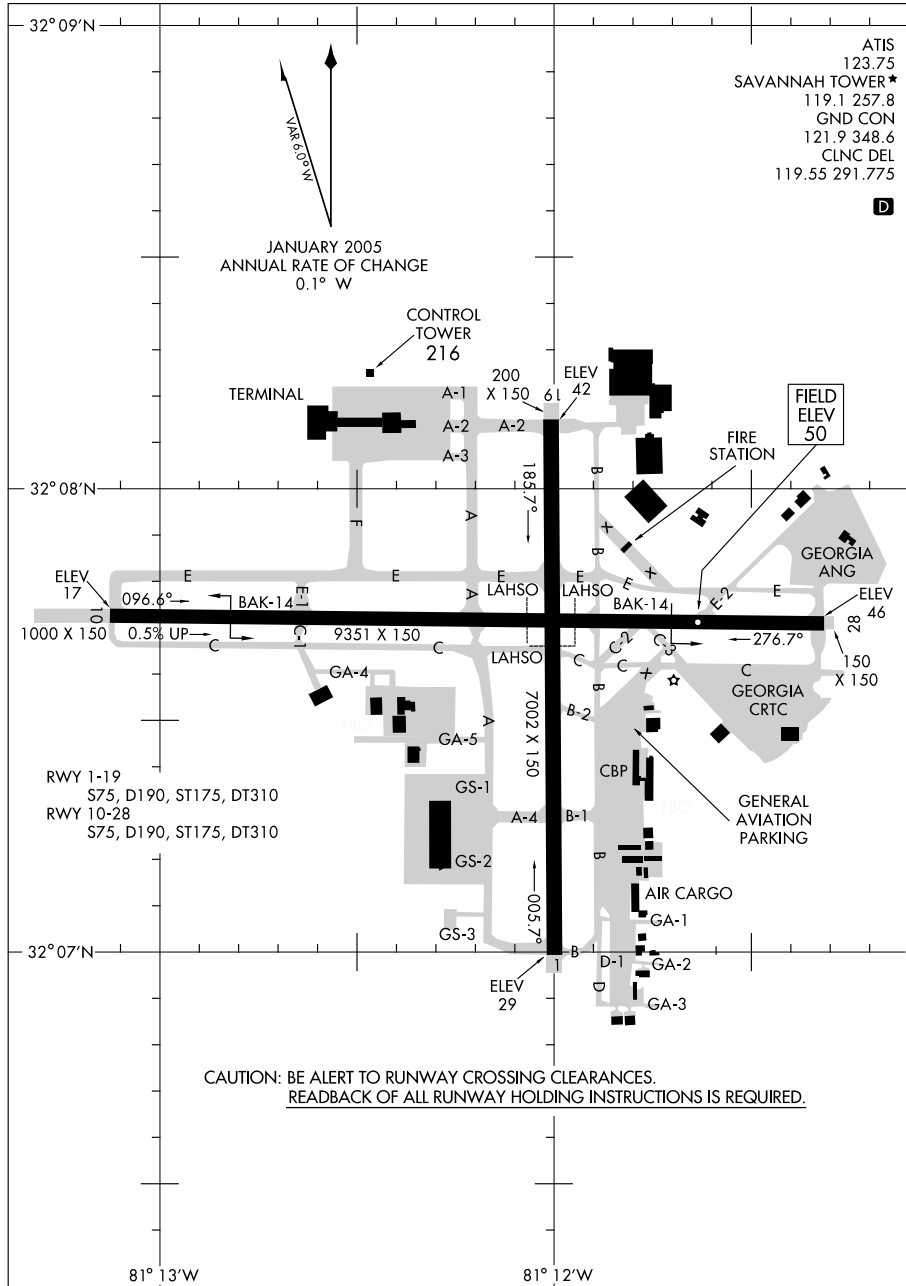 32°09'N
ATIS
123.75
SAVANNAH TOWER★
119.1 257.8
GND CON
121.9 348.6
CLNC DEL
119.55 291.775
D
VAR 6.0° W
JANUARY 2005
ANNUAL RATE OF CHANGE
0.1° W
CONTROL
TOWER
216
TERMINAL
200
X 150
ELEV
42
19
A-1
A-2
A-2
A-3
FIELD
ELEV
50
FIRE
STATION
32°08'N
185.7°
B
X
B
F
A
GEORGIA
ANG
ELEV
17
E
E-1
E
A
E
E
E
X
E-2
E
LAHSO
LAHSO
ELEV
46
096.6°
BAK-14
BAK-14
10
28
1000 X 150
0.5% UP
9351 X 150
276.7°
C
C-1
C
LAHSO
C
C-2
C
C-3
C
150
X 150
GA-4
X
B
GEORGIA
CRTC
7002 X 150
A
B-2
GA-5
RWY 1-19
S75, D190, ST175, DT310
RWY 10-28
S75, D190, ST175, DT310
GS-1
CBP
GENERAL
AVIATION
PARKING
A-4
B-1
GS-2
B
005.7°
AIR CARGO
GA-1
GS-3
32°07'N
B
D-1
GA-2
1
ELEV
29
D
GA-3
CAUTION: BE ALERT TO RUNWAY CROSSING CLEARANCES.
READBACK OF ALL RUNWAY HOLDING INSTRUCTIONS IS REQUIRED.
81° 13'W
81° 12'W